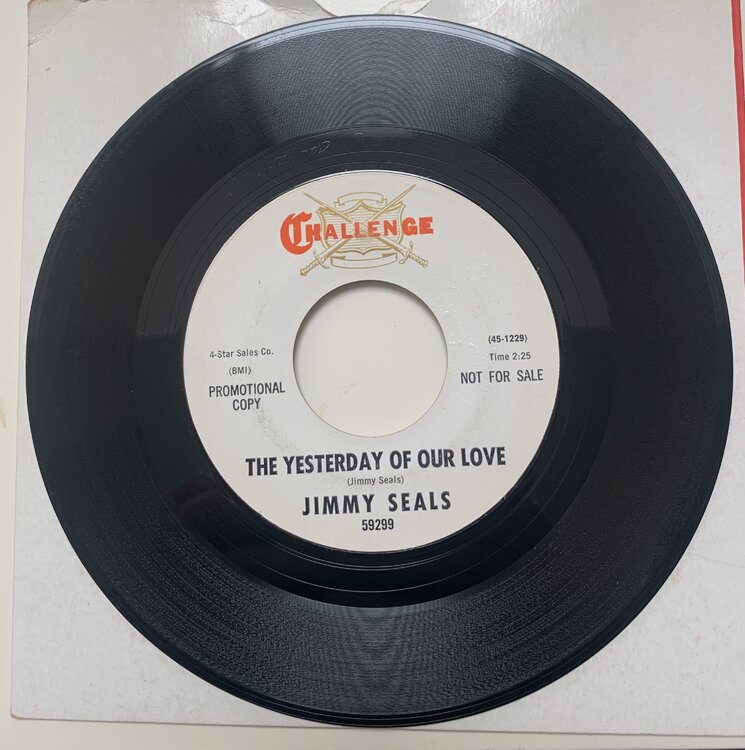 CHALLENGE
4-Star Sales Co.
(BMI)
PROMOTIONAL
COPY
(45-1229)
Time 2:25
NOT FOR SALE
THE YESTERDAY OF OUR LOVE
(Jimmy Seals)
JIMMY SEALS
59299